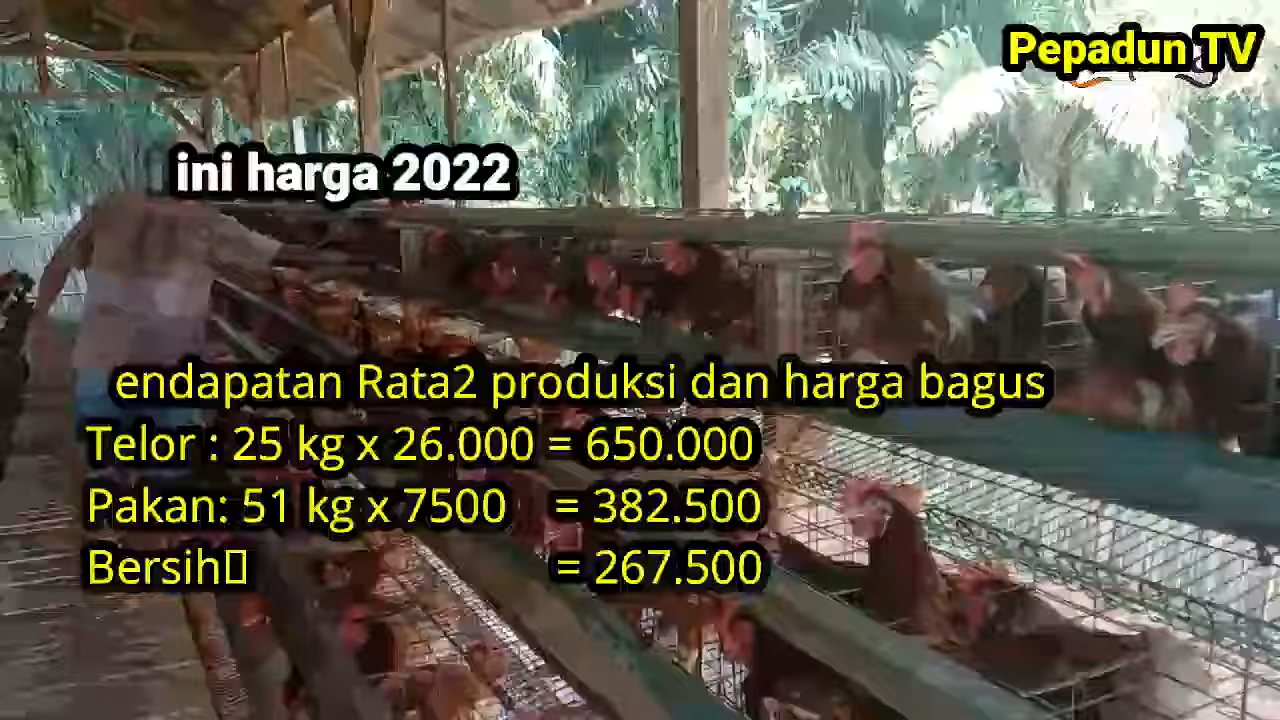 Pepadun TV
ini harga 2022
endapatan Rata2 produksi dan harga bagus
Telor : 25 kg x 26.000 = 650.000
Pakan: 51 kg x 7500 = 382.500
Bersih = 267.500